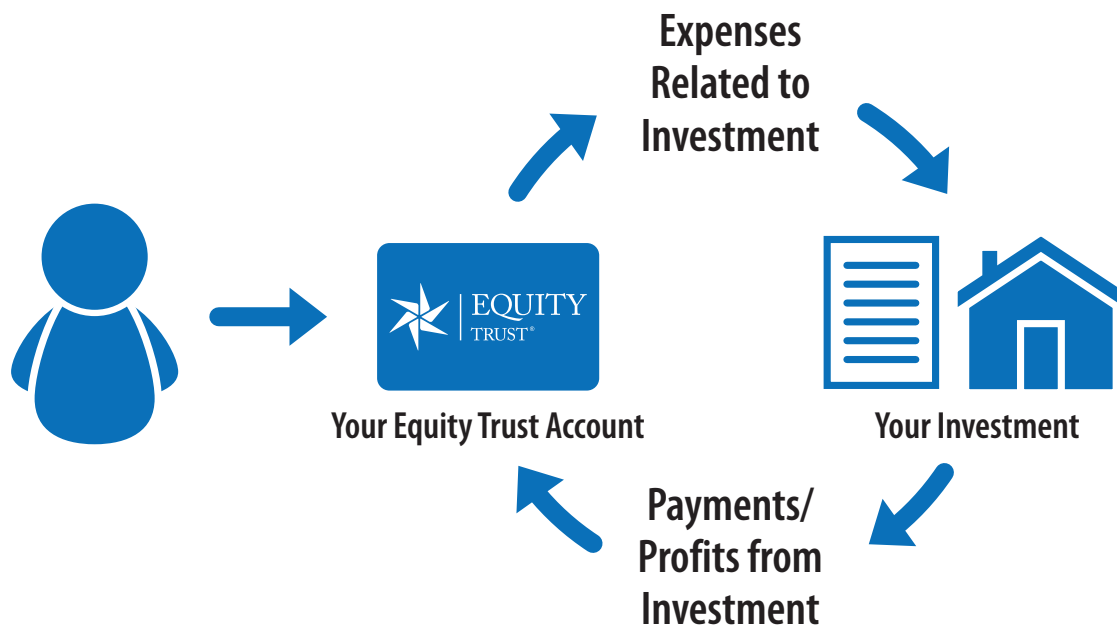 Expenses
Related to
Investment
EQUITY
TRUST®
Your Equity Trust Account
Your Investment
Payments/
Profits from
Investment